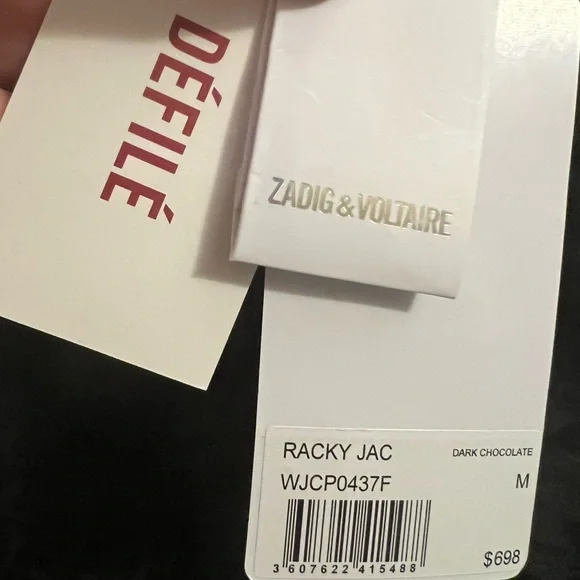 DÉFILÉ
ZADIG & VOLTAIRE
RACKY JAC DARK CHOCOLATE
WJCP0437F M
3 607622 415488 $698